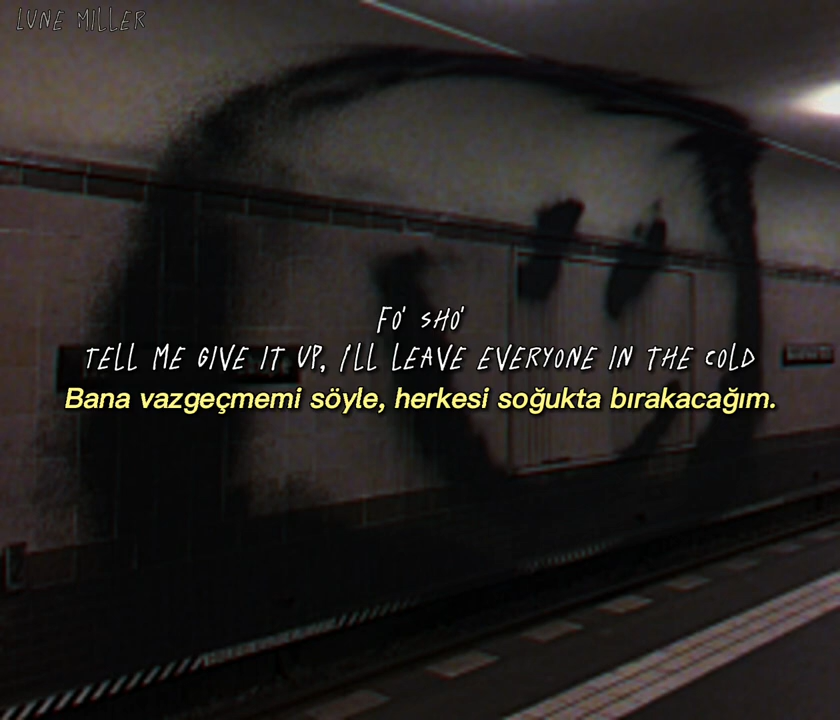 LUNE MILLER
FO' SHO'
TELL ME GIVE IT UP, I'LL LEAVE EVERYONE IN THE COLD
Bana vazgeçmemi söyle, herkesi soğukta bırakacağım.